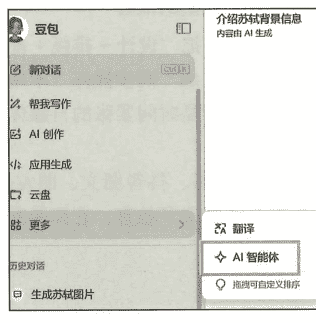 豆包
新对话
Ctrl K
帮我写作
AI 创作
应用生成
云盘
更多
历史对话
生成苏轼图片
介绍苏轼背景信息
内容由 AI 生成
翻译
AI 智能体
拖拽可自定义排序